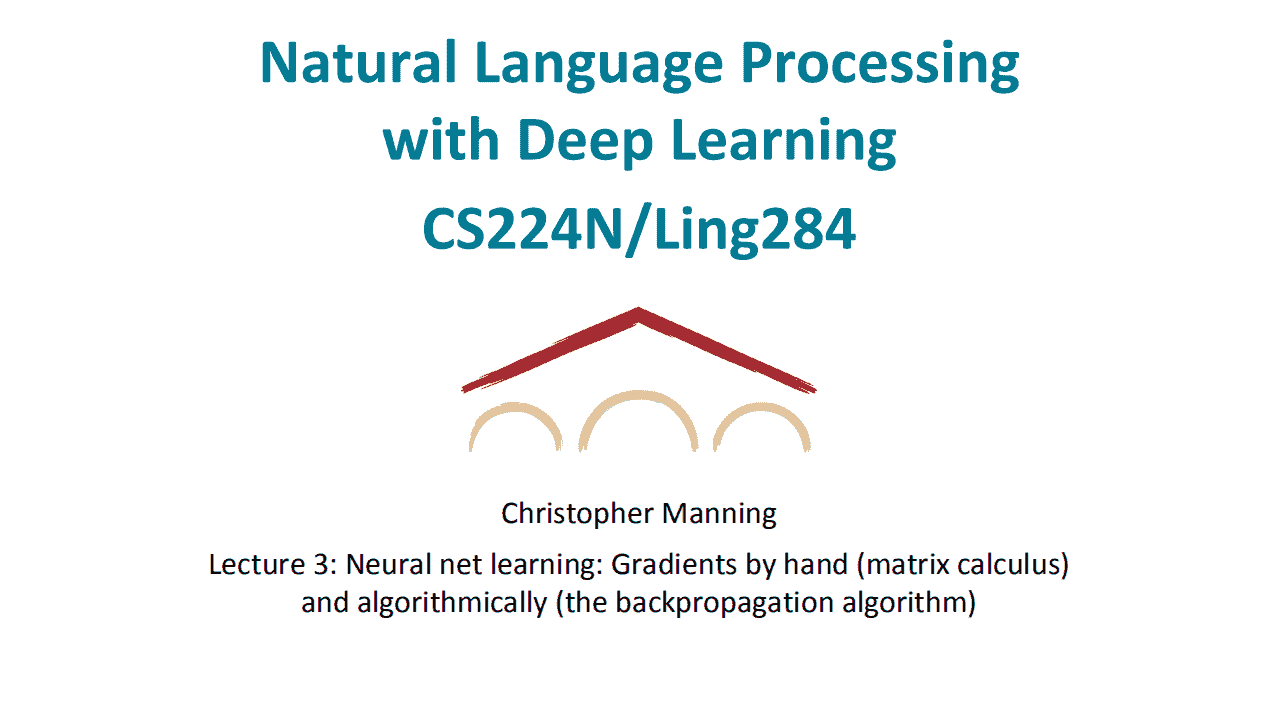 Natural Language Processing
with Deep Learning
CS224N/Ling284
Christopher Manning
Lecture 3: Neural net learning: Gradients by hand (matrix calculus)
and algorithmically (the backpropagation algorithm)